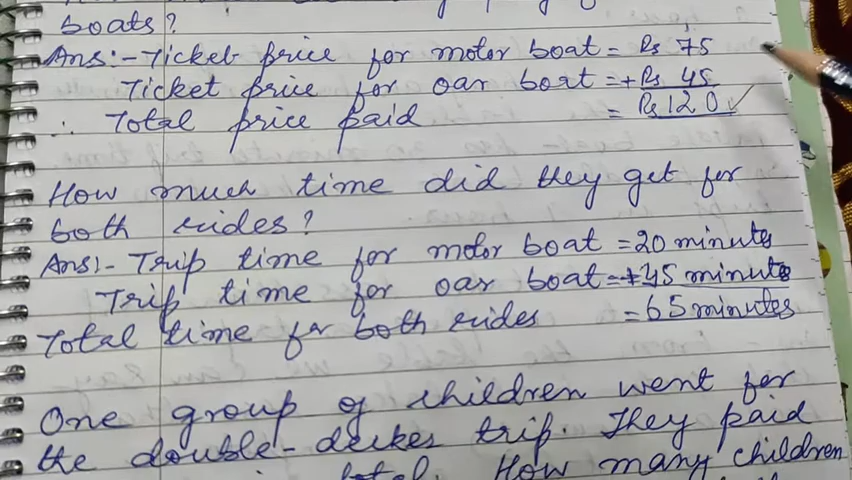 boats?
Ans:- Ticket price for motor boat = Rs 75
Ticket price for oar boat = + Rs 45
∴ Total price paid = Rs 120 ✓
How much time did they get for
both rides?
Ans:- Trip time for motor boat = 20 minutes
Trip time for oar boat = +45 minute
Total time for both rides = 65 minutes
One group of children went for
the double-decker trip. They paid
total. How many children